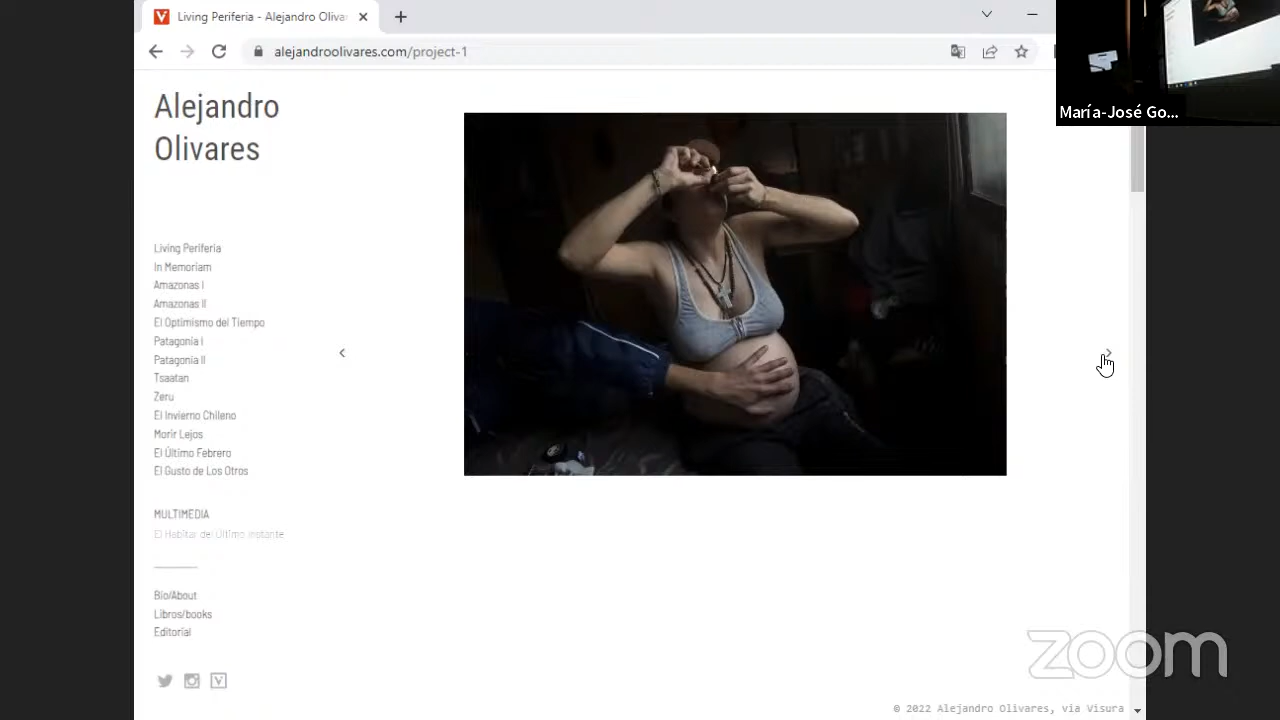 Living Periferia - Alejandro Oliva
alejandroolivares.com/project-1
María-José Go...
Alejandro
Olivares
Living Periferia
In Memoriam
Amazonas I
Amazonas II
El Optimismo del Tiempo
Patagonia I
Patagonia II
Tsaatan
Zeru
El Invierno Chileno
Morir Lejos
El Último Febrero
El Gusto de Los Otros
MULTIMEDIA
El Habitar del Último Instante
Bio/About
Libros/books
Editorial
zoom
© 2022 Alejandro Olivares, via Visura